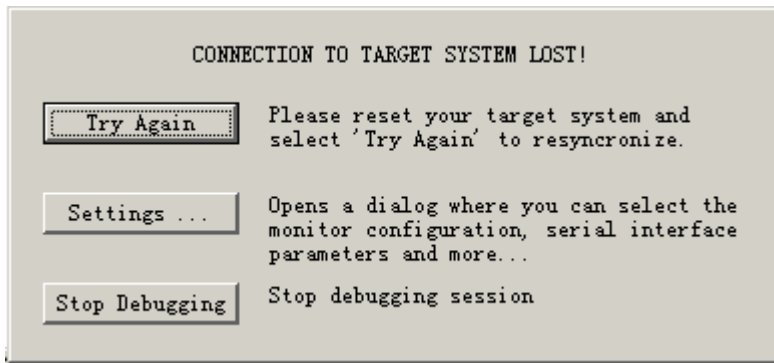 CONNECTION TO TARGET SYSTEM LOST!
Try Again
Please reset your target system and
select 'Try Again' to resyncronize.
Settings ...
Opens a dialog where you can select the
monitor configuration, serial interface
parameters and more...
Stop Debugging
Stop debugging session